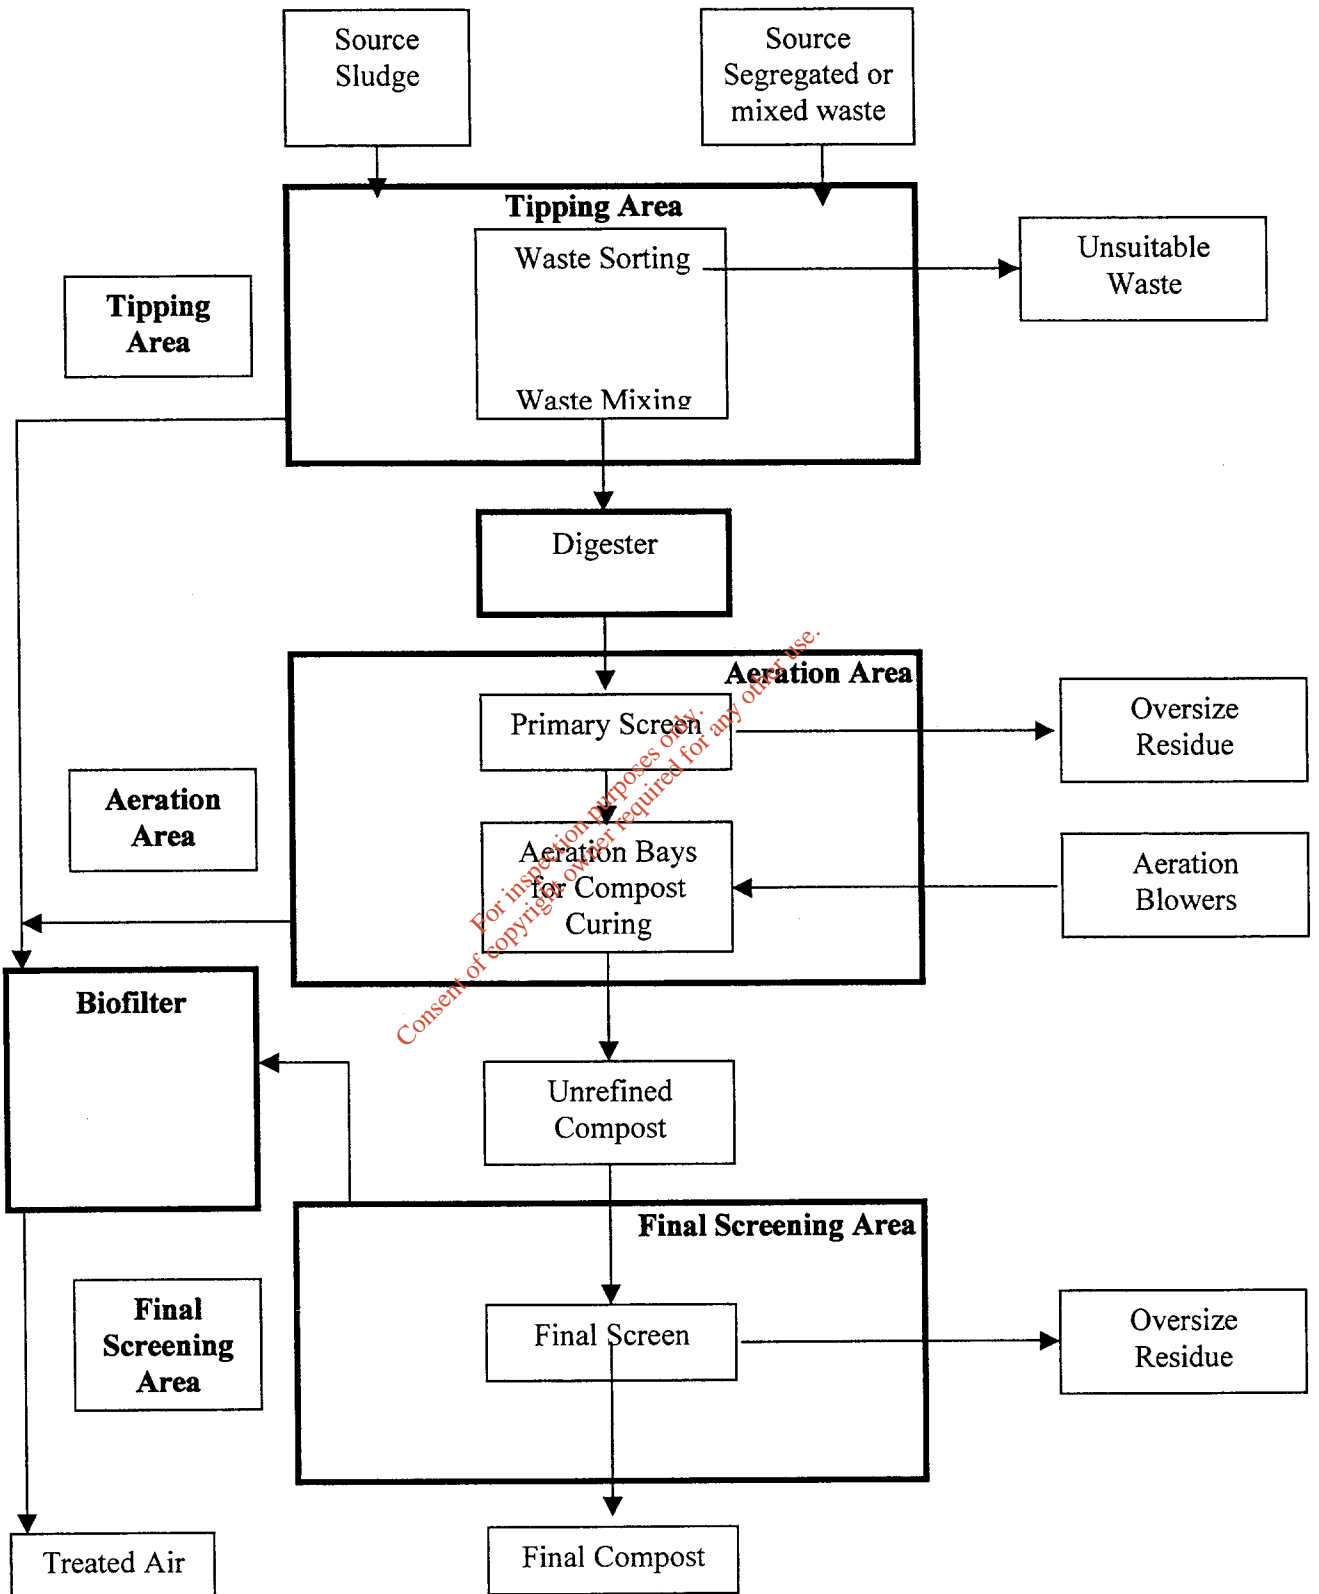 Source
Sludge
Source
Segregated or
mixed waste
Tipping Area
Waste Sorting
Unsuitable
Waste
Tipping
Area
Waste Mixing
Digester
Aeration Area
Primary Screen
Oversize
Residue
Aeration
Area
Aeration Bays
for Compost
Curing
Aeration
Blowers
For inspection purposes only.
Consent of copyright owner required for any other use.
Biofilter
Unrefined
Compost
Final Screening Area
Final
Screening
Area
Final Screen
Oversize
Residue
Treated Air
Final Compost